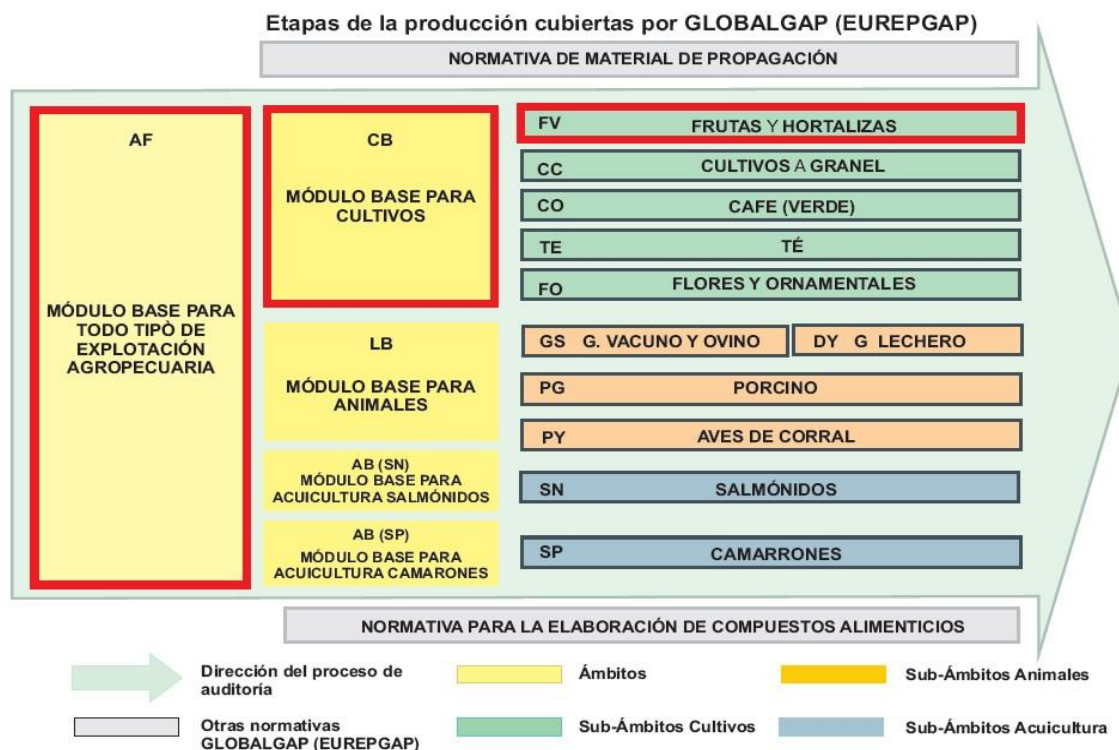 Etapas de la producción cubiertas por GLOBALGAP (EUREPGAP)
NORMATIVA DE MATERIAL DE PROPAGACIÓN
AF
MÓDULO BASE PARA
TODO TIPÒ DE
EXPLOTACIÓN
AGROPECUARIA
CB
MÓDULO BASE PARA
CULTIVOS
FV FRUTAS Y HORTALIZAS
CC CULTIVOS A GRANEL
CO CAFE (VERDE)
TE TÉ
FO FLORES Y ORNAMENTALES
LB
MÓDULO BASE PARA
ANIMALES
GS G. VACUNO Y OVINO
DY G LECHERO
PG PORCINO
PY AVES DE CORRAL
AB (SN)
MÓDULO BASE PARA
ACUICULTURA SALMÓNIDOS
SN SALMÓNIDOS
AB (SP)
MÓDULO BASE PARA
ACUICULTURA CAMARONES
SP CAMARRONES
NORMATIVA PARA LA ELABORACIÓN DE COMPUESTOS ALIMENTICIOS
Dirección del proceso de
auditoría
Ámbitos
Sub-Ámbitos Animales
Otras normativas
GLOBALGAP (EUREPGAP)
Sub-Ámbitos Cultivos
Sub-Ámbitos Acuicultura